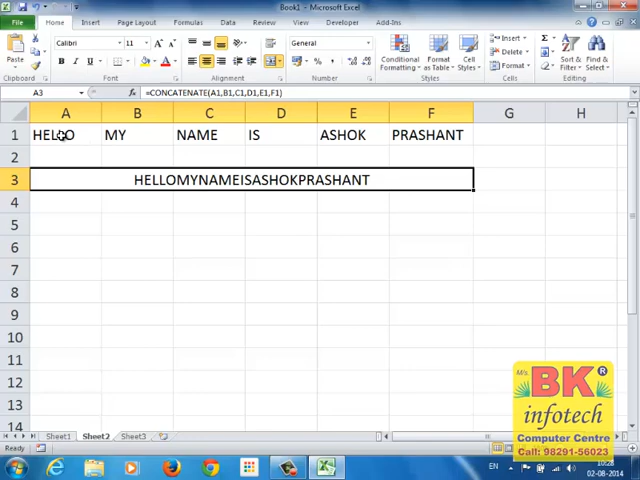 Book1 - Microsoft Excel
File Home Insert Page Layout Formulas Data Review View Developer Add-Ins
Calibri 11 General Insert
Paste Conditional Formatting Format as Table Cell Styles Delete Sort & Filter Find & Select
Format
Clipboard Font Alignment Number Styles Cells Editing
A3 fx =CONCATENATE(A1,B1,C1,D1,E1,F1)
A B C D E F G H
1 HELLO MY NAME IS ASHOK PRASHANT
2
3 HELLOMYNAMEISASHOKPRASHANT
4
5
6
7
8
9
10
11
12
13
14
M/s. BK ®
infotech
Computer Centre
Call: 98291-56023
Sheet1 Sheet2 Sheet3
Ready
EN 10:28
02-08-2014